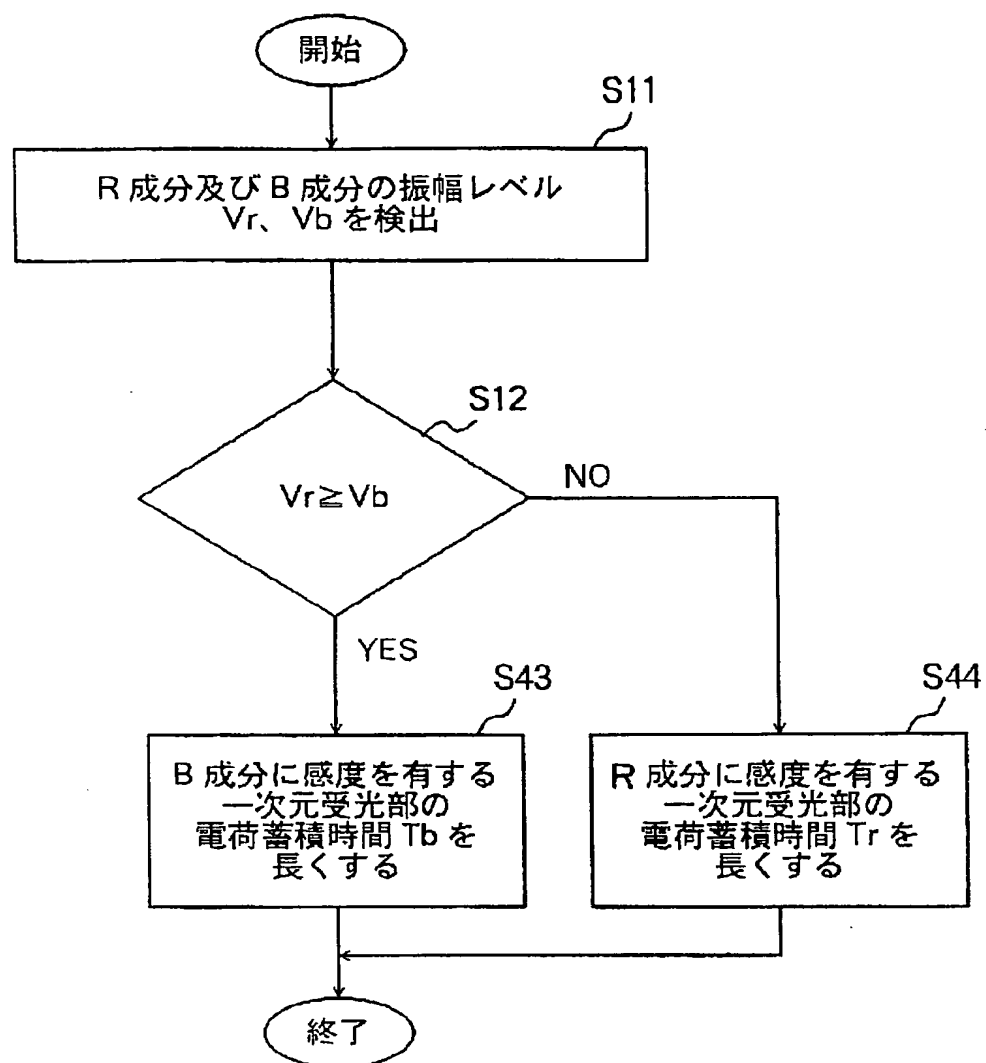 開始
S11
R 成分及び B 成分の振幅レベル
Vr、Vb を検出
S12
Vr≧Vb
NO
YES
S43
B 成分に感度を有する
一次元受光部の
電荷蓄積時間 Tb を
長くする
S44
R 成分に感度を有する
一次元受光部の
電荷蓄積時間 Tr を
長くする
終了